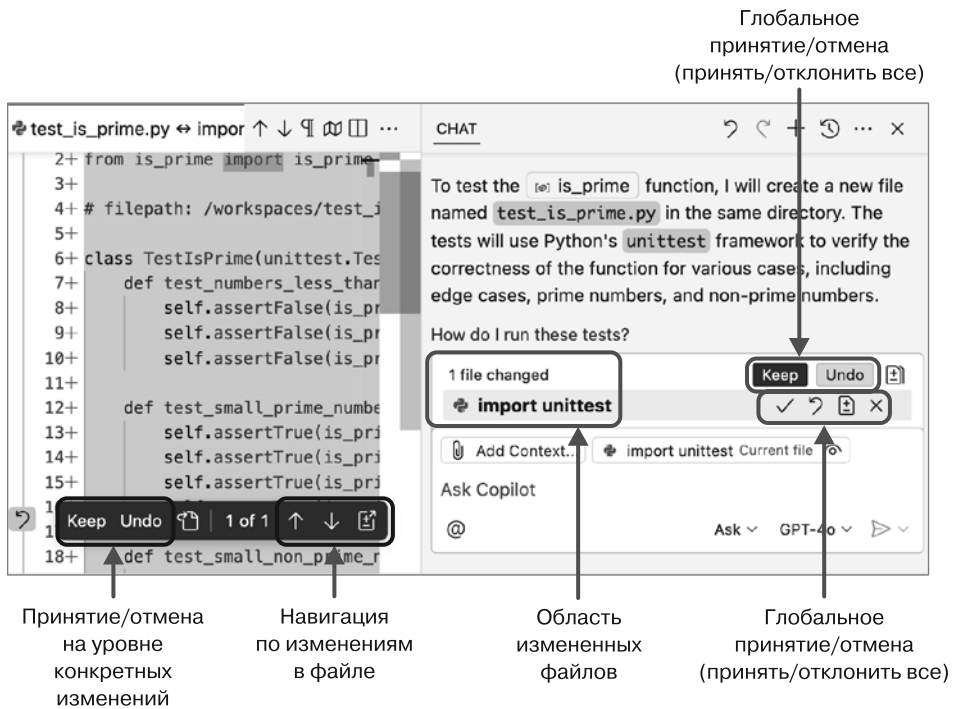 Глобальное
принятие/отмена
(принять/отклонить все)
test_is_prime.py ↔ impor
CHAT
2+ from is_prime import is_prime
3+
4+ # filepath: /workspaces/test_i
5+
6+ class TestIsPrime(unittest.Tes
7+ def test_numbers_less_than
8+ self.assertFalse(is_pr
9+ self.assertFalse(is_pr
10+ self.assertFalse(is_pr
11+
12+ def test_small_prime_numbe
13+ self.assertTrue(is_pri
14+ self.assertTrue(is_pri
15+ self.assertTrue(is_pri
Keep Undo 1 of 1
18+ def test_small_non_prime_n
To test the is_prime function, I will create a new file
named test_is_prime.py in the same directory. The
tests will use Python's unittest framework to verify the
correctness of the function for various cases, including
edge cases, prime numbers, and non-prime numbers.
How do I run these tests?
1 file changed Keep Undo
import unittest
Add Context... import unittest Current file
Ask Copilot
@ Ask GPT-4o
Принятие/отмена
на уровне
конкретных
изменений
Навигация
по изменениям
в файле
Область
измененных
файлов
Глобальное
принятие/отмена
(принять/отклонить все)